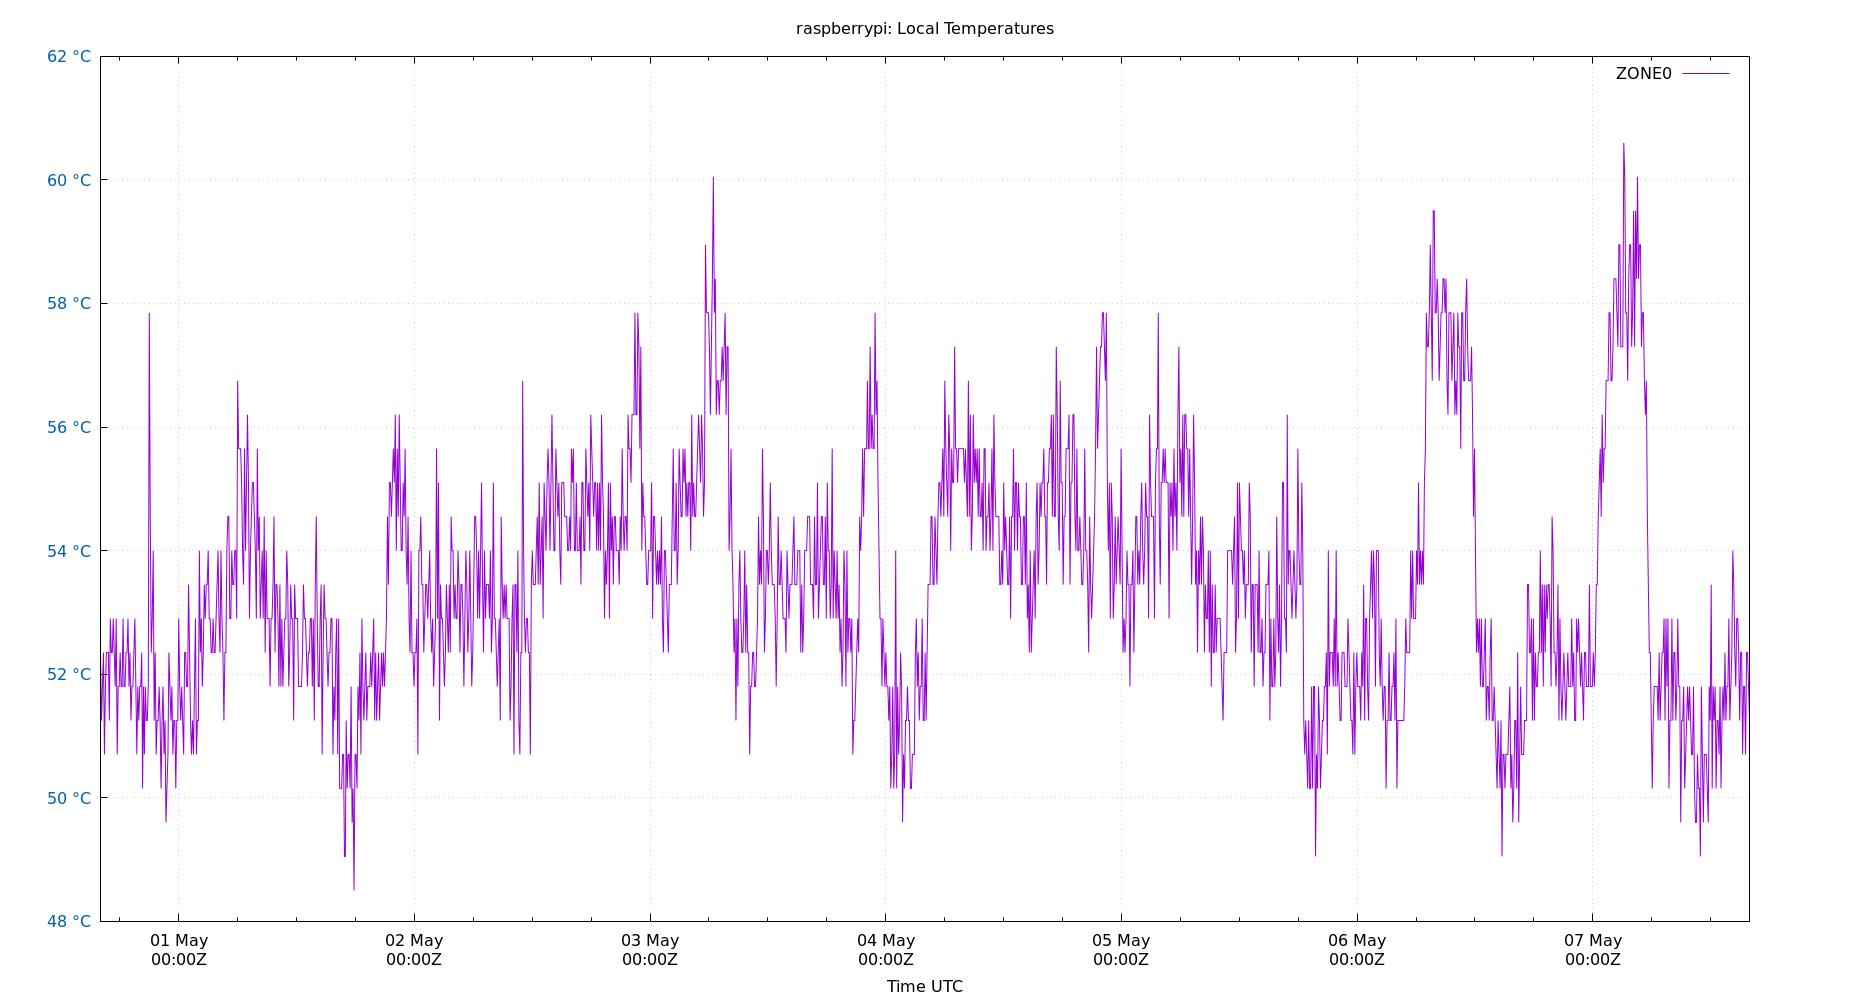 raspberrypi: Local Temperatures
62 °C
ZONE0
60 °C
58 °C
56 °C
54 °C
52 °C
50 °C
48 °C
01 May 02 May 03 May 04 May 05 May 06 May 07 May
00:00Z 00:00Z 00:00Z 00:00Z 00:00Z 00:00Z 00:00Z
Time UTC